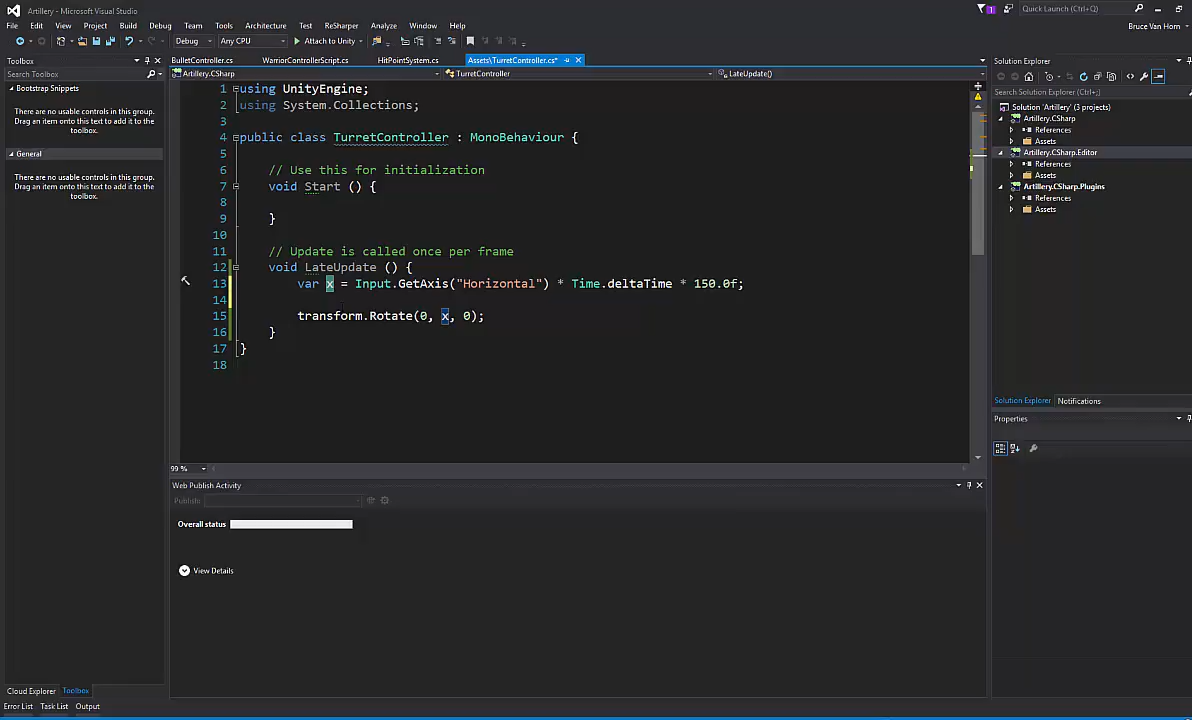 Artillery - Microsoft Visual Studio
1
Quick Launch (Ctrl+Q)
File Edit View Project Build Debug Team Tools Architecture Test ReSharper Analyze Window Help
Bruce Van Horn
Debug Any CPU Attach to Unity
Toolbox
Search Toolbox
Bootstrap Snippets
There are no usable controls in this group. Drag an item onto this text to add it to the toolbox.
General
There are no usable controls in this group. Drag an item onto this text to add it to the toolbox.
BulletController.cs WarriorControllerScript.cs HitPointSystem.cs Assets\TurretController.cs*
Artillery.CSharp TurretController LateUpdate()
1 using UnityEngine;
2 using System.Collections;
3
4 public class TurretController : MonoBehaviour {
5
6 // Use this for initialization
7 void Start () {
8
9 }
10
11 // Update is called once per frame
12 void LateUpdate () {
13 var x = Input.GetAxis("Horizontal") * Time.deltaTime * 150.0f;
14
15 transform.Rotate(0, x, 0);
16 }
17 }
18
99 %
Web Publish Activity
Publish:
Overall status
View Details
Solution Explorer
Search Solution Explorer (Ctrl+;)
Solution 'Artillery' (3 projects)
Artillery.CSharp
References
Assets
Artillery.CSharp.Editor
References
Assets
Artillery.CSharp.Plugins
References
Assets
Solution Explorer Notifications
Properties
Cloud Explorer Toolbox
Error List Task List Output